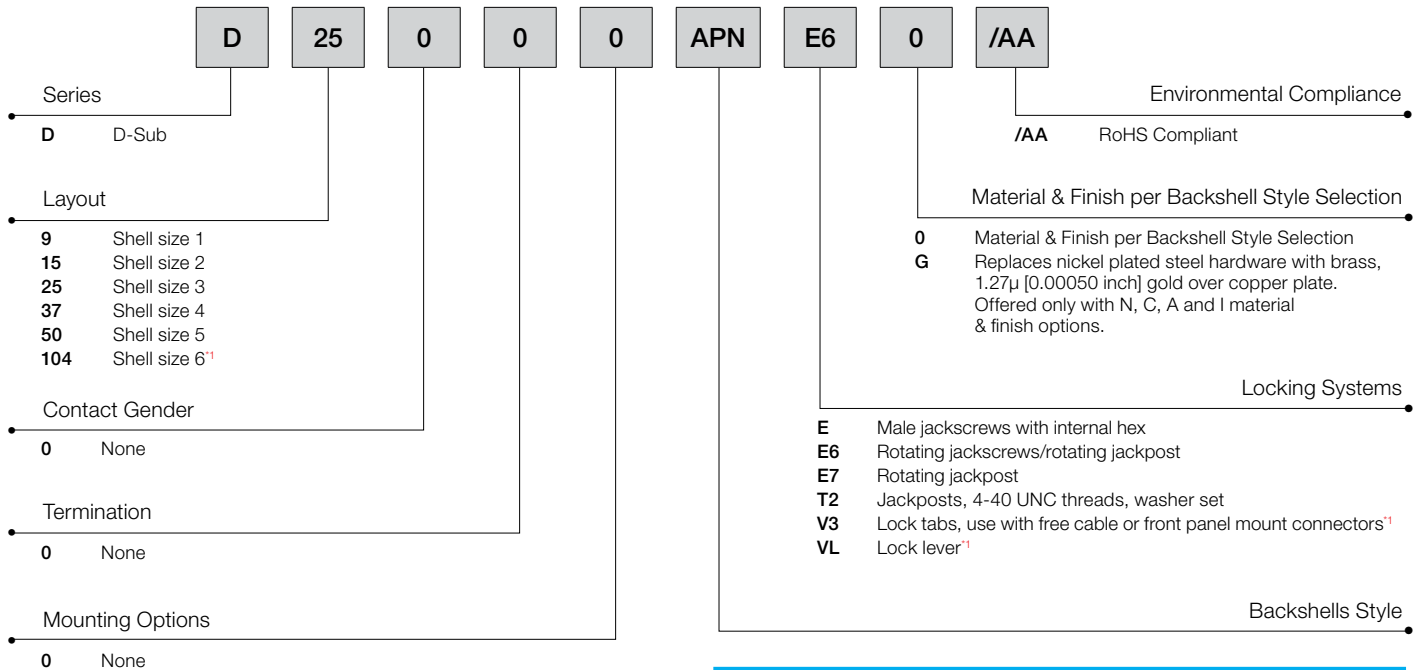 D 25 0 0 0 APN E6 0 /AA
Series
D D-Sub
Layout
9 Shell size 1
15 Shell size 2
25 Shell size 3
37 Shell size 4
50 Shell size 5
104 Shell size 6*1
Contact Gender
0 None
Termination
0 None
Mounting Options
0 None
Environmental Compliance
/AA RoHS Compliant
Material & Finish per Backshell Style Selection
0 Material & Finish per Backshell Style Selection
G Replaces nickel plated steel hardware with brass,
1.27µ [0.00050 inch] gold over copper plate.
Offered only with N, C, A and I material
& finish options.
Locking Systems
E Male jackscrews with internal hex
E6 Rotating jackscrews/rotating jackpost
E7 Rotating jackpost
T2 Jackposts, 4-40 UNC threads, washer set
V3 Lock tabs, use with free cable or front panel mount connectors*1
VL Lock lever*1
Backshells Style